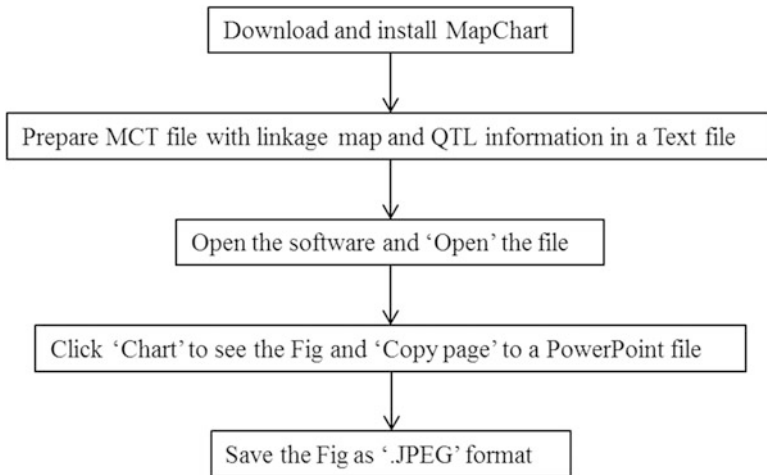 Download and install MapChart
Prepare MCT file with linkage map and QTL information in a Text file
Open the software and ‘Open’ the file
Click ‘Chart’ to see the Fig and ‘Copy page’ to a PowerPoint file
Save the Fig as ‘.JPEG’ format